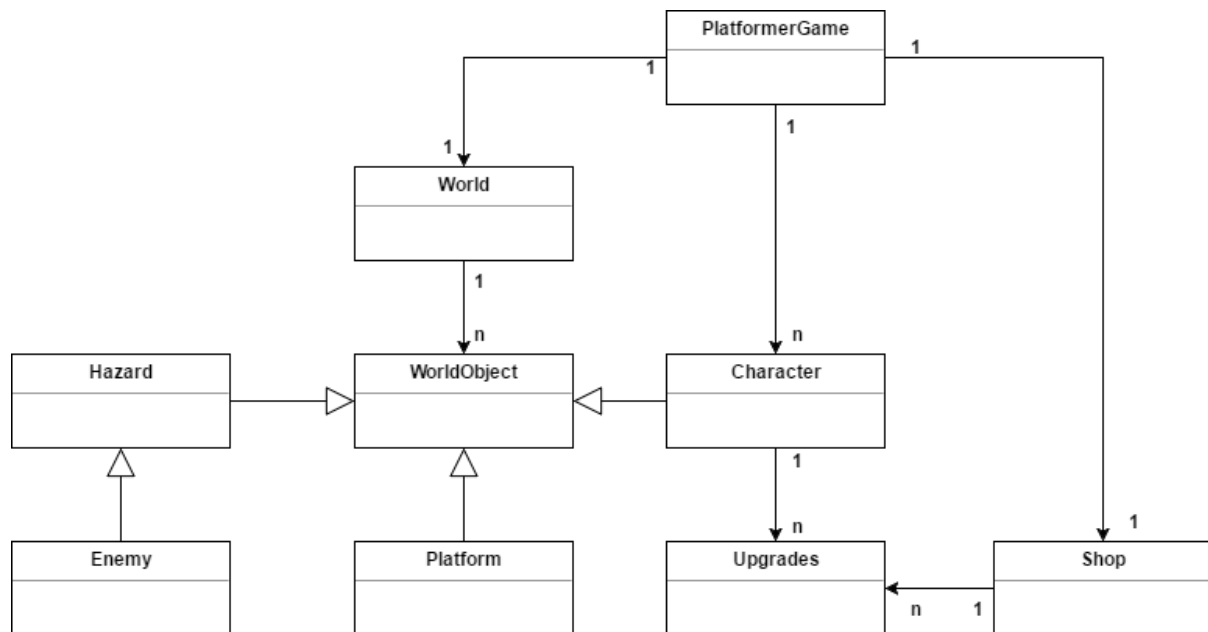 PlatformerGame
1
1
1
1
World
1
n
n
Hazard
WorldObject
Character
1
n
1
Enemy
Platform
Upgrades
Shop
n
1